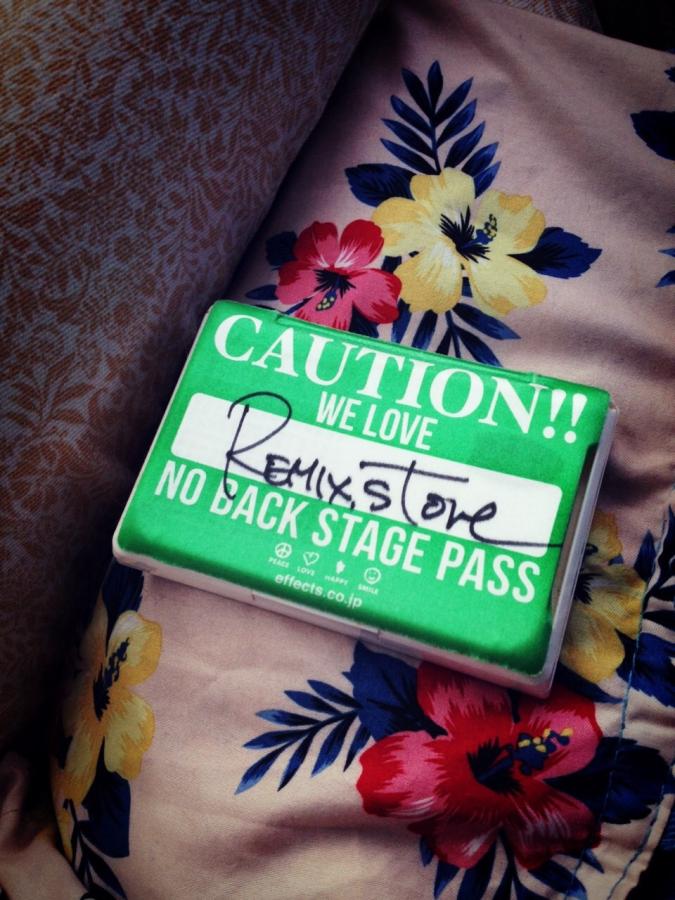 CAUTION!!
WE LOVE
REMIX.STORE
NO BACK STAGE PASS
PEACE LOVE HAPPY SMILE
effects.co.jp